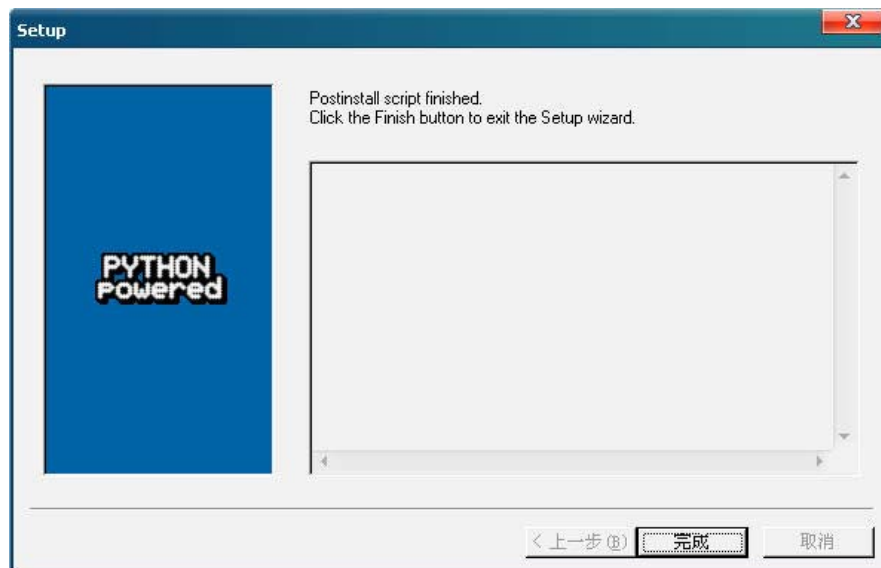 Setup
Postinstall script finished.
Click the Finish button to exit the Setup wizard.
PYTHON
powered
< 上一步(B)
完成
取消